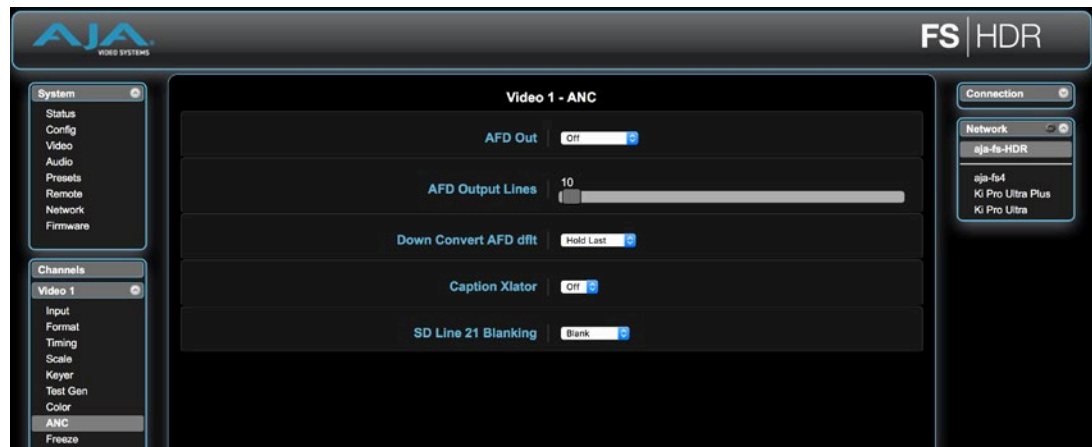 AJA
VIDEO SYSTEMS
FS|HDR
System
Status
Config
Video
Audio
Presets
Remote
Network
Firmware
Channels
Video 1
Input
Format
Timing
Scale
Keyer
Test Gen
Color
ANC
Freeze
Video 1 - ANC
AFD Out Off
AFD Output Lines 10
Down Convert AFD dflt Hold Last
Caption Xlator Off
SD Line 21 Blanking Blank
Connection
Network
aja-fs-HDR
aja-fs4
Ki Pro Ultra Plus
Ki Pro Ultra